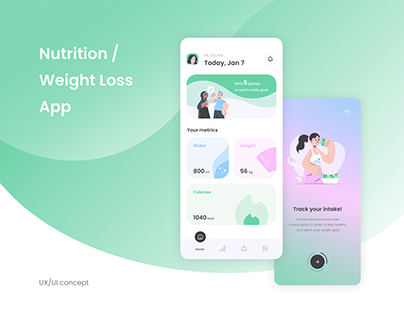 Nutrition /
Weight Loss
App
Hi, Laura!
Today, Jan 7
Drink 5 glasses
to reach a daily goal!
Your metrics
Water
Weight
800 ml
56 kg
Calories
1040 kcal
Home
Skip
Track your intake!
Control your food and water
consumption in order to stay healthy
and reach your weight goal!
UX/UI concept